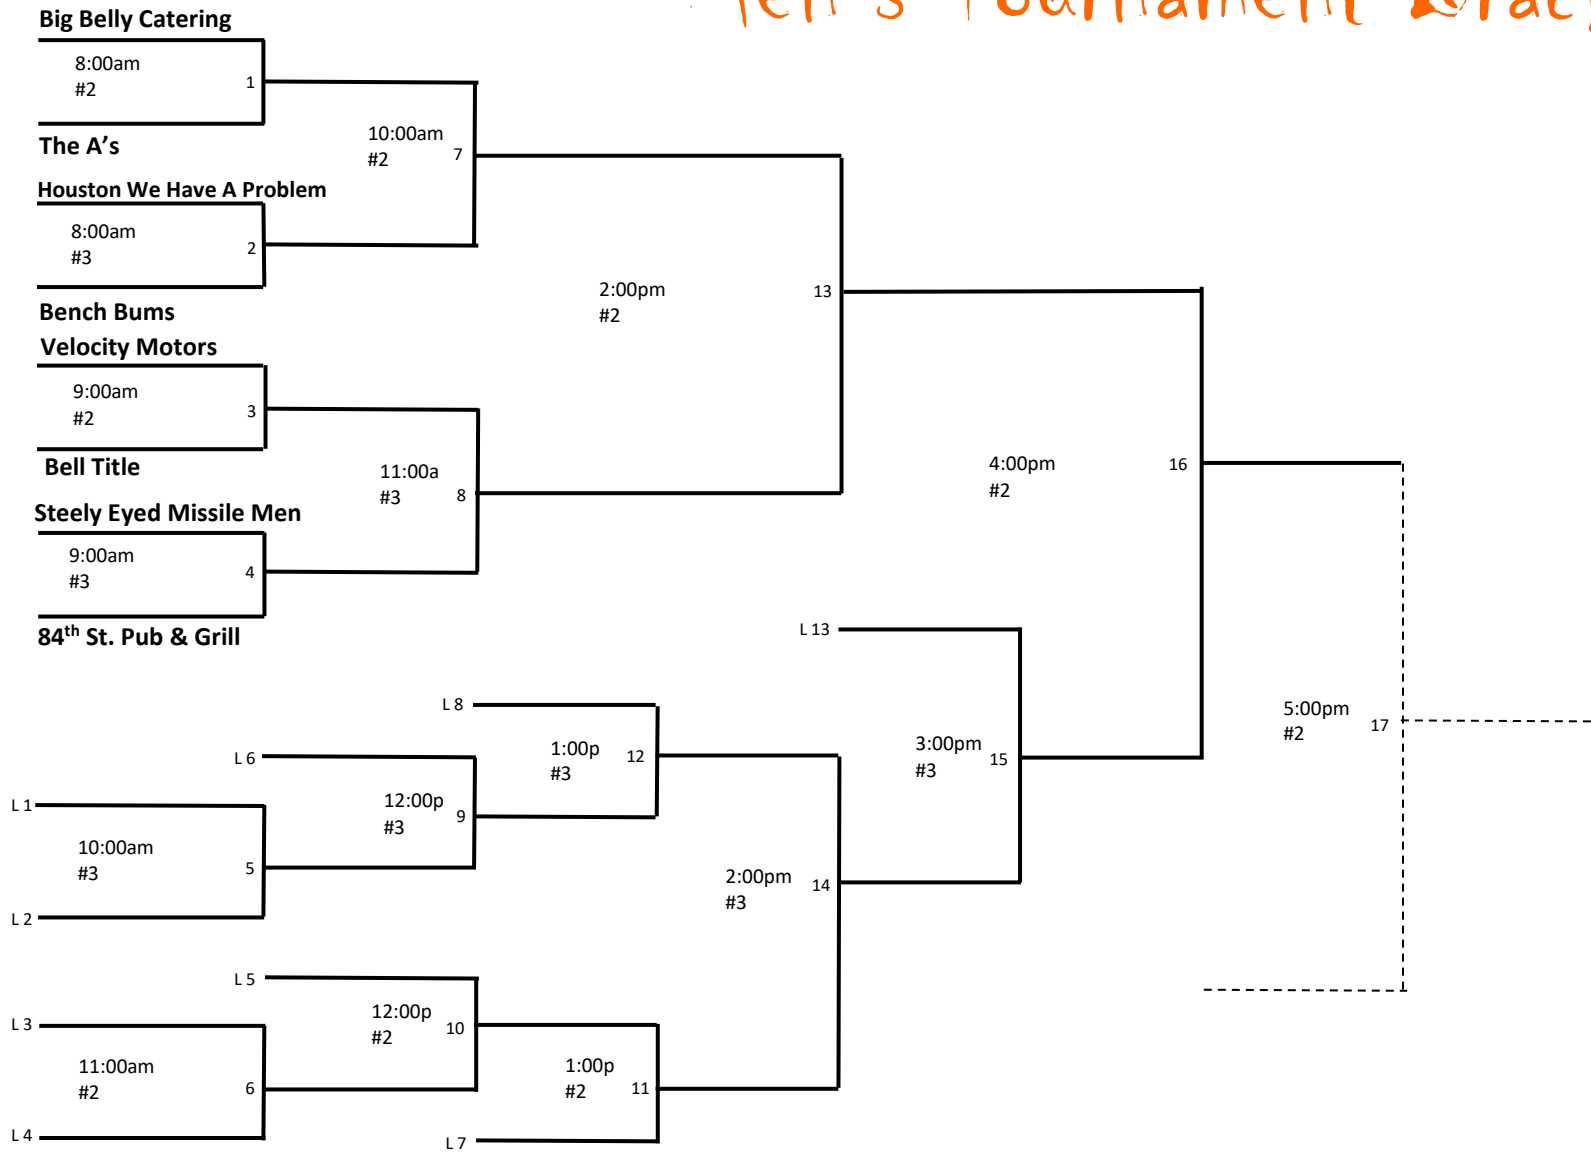 Tournament
Big Belly Catering
8:00am
#2
1
The A's
10:00am
#2
7
Houston We Have A Problem
8:00am
#3
2
Bench Bums
2:00pm
#2
13
Velocity Motors
9:00am
#2
3
Bell Title
11:00a
#3
8
4:00pm
#2
16
Steely Eyed Missile Men
9:00am
#3
4
84th St. Pub & Grill
L 13
L 8
5:00pm
#2
17
L 6
1:00p
#3
12
3:00pm
#3
15
L 1
12:00p
#3
9
10:00am
#3
5
2:00pm
#3
14
L 2
L 5
L 3
12:00p
#2
10
11:00am
#2
6
1:00p
#2
11
L 4
L 7